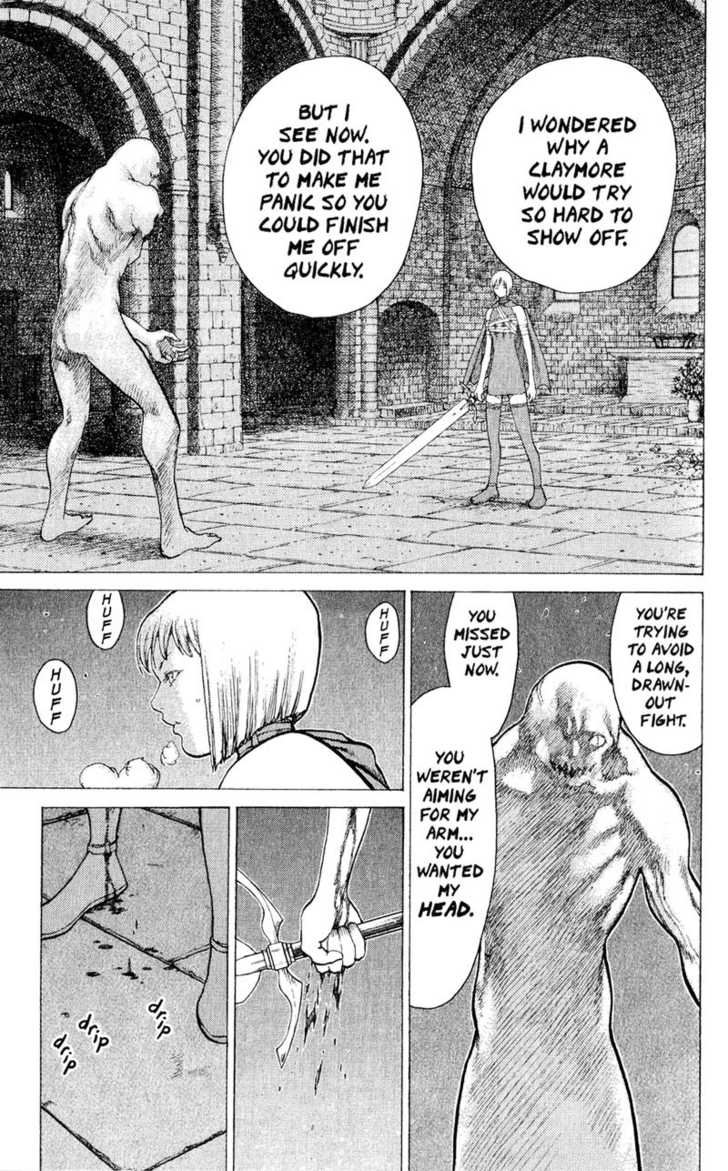 I WONDERED
WHY A
CLAYMORE
WOULD TRY
SO HARD TO
SHOW OFF.
BUT I
SEE NOW.
YOU DID THAT
TO MAKE ME
PANIC SO YOU
COULD FINISH
ME OFF
QUICKLY.
YOU'RE
TRYING
TO AVOID
A LONG,
DRAWN-
OUT
FIGHT.
YOU
MISSED
JUST
NOW.
YOU
WEREN'T
AIMING
FOR MY
ARM...
YOU
WANTED
MY
HEAD.
HUFF
HUFF
HUFF
drip
drip
drip